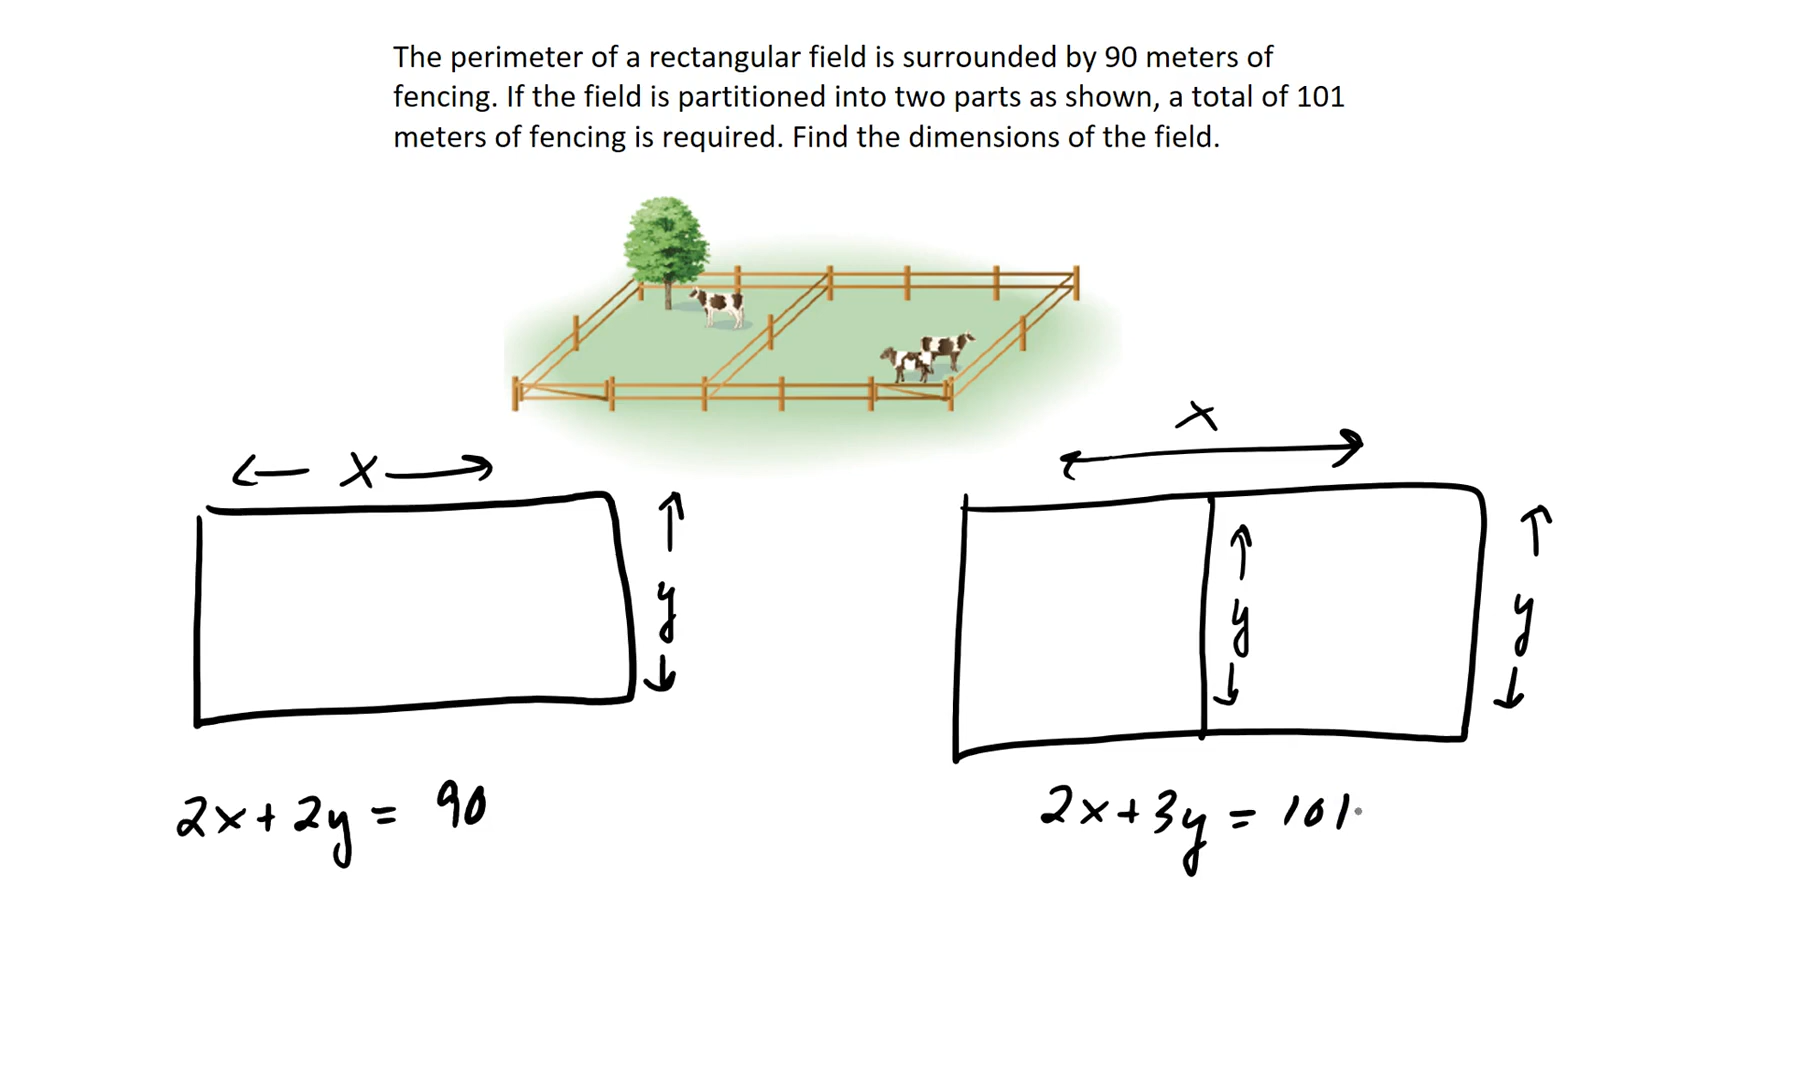 The perimeter of a rectangular field is surrounded by 90 meters of
fencing. If the field is partitioned into two parts as shown, a total of 101
meters of fencing is required. Find the dimensions of the field.
x
x
y
y
y
2x+2y = 90
2x+3y = 101